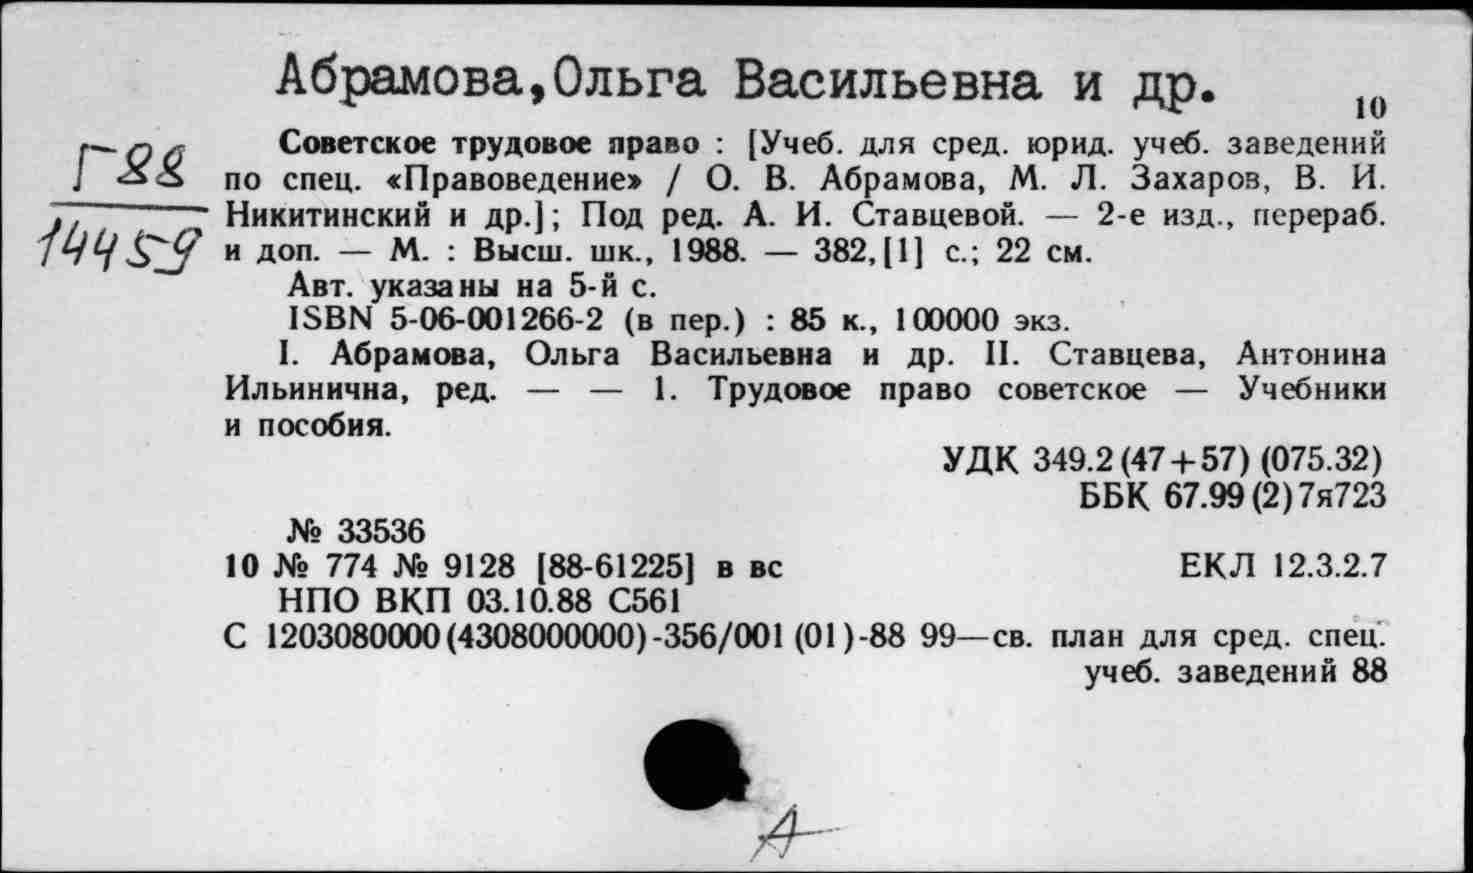 Абрамова,Ольга Васильевна и др.
10
Г88
14459
Советское трудовое право : [Учеб. для сред. юрид. учеб. заведений
по спец. «Правоведение» / О. В. Абрамова, М. Л. Захаров, В. И.
Никитинский и др.]; Под ред. А. И. Ставцевой. — 2-е изд., перераб.
и доп. — М. : Высш. шк., 1988. — 382,[1] с.; 22 см.
Авт. указаны на 5-й с.
ISBN 5-06-001266-2 (в пер.) : 85 к., 100000 экз.
I. Абрамова, Ольга Васильевна и др. II. Ставцева, Антонина
Ильинична, ред. — — 1. Трудовое право советское — Учебники
и пособия.
УДК 349.2(47+57)(075.32)
ББК 67.99(2)7я723
№ 33536
10 № 774 № 9128 [88-61225] в вс ЕКЛ 12.3.2.7
НПО ВКП 03.10.88 С561
С 1203080000(4308000000)-356/001(01)-88 99—св. план для сред. спец.
учеб. заведений 88
А